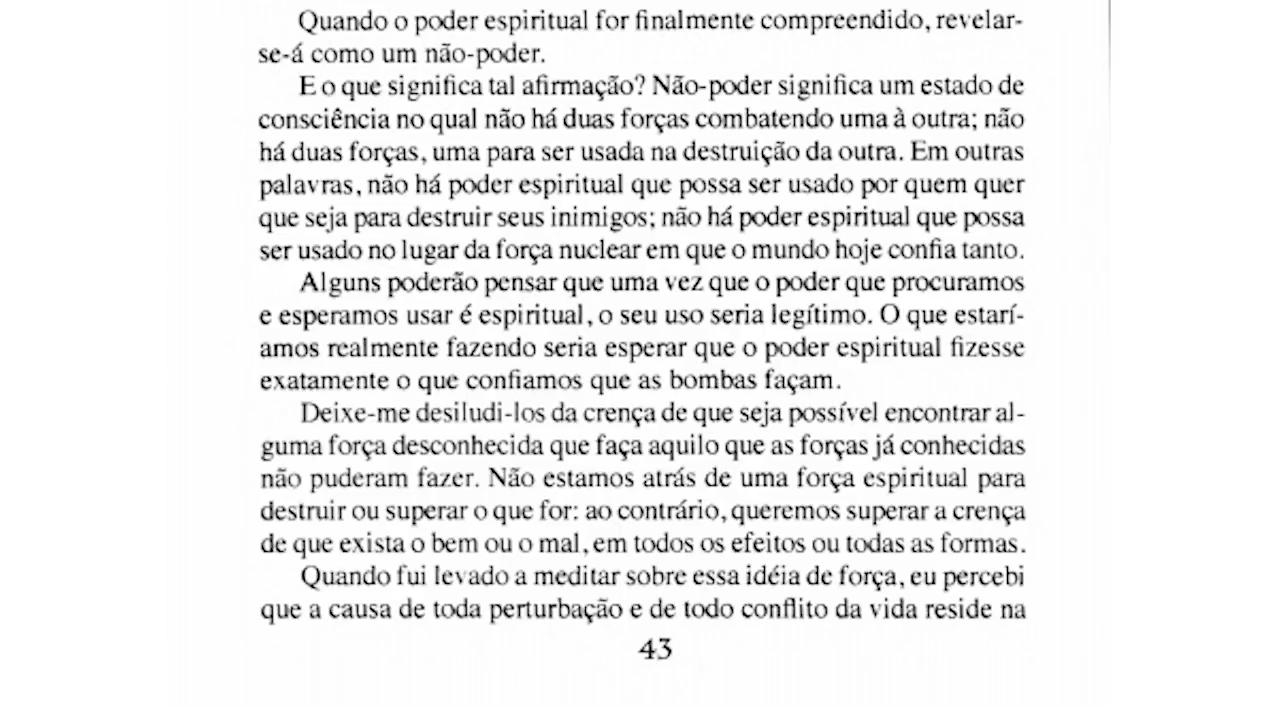 Quando o poder espiritual for finalmente compreendido, revelar-
se-á como um não-poder.
E o que significa tal afirmação? Não-poder significa um estado de
consciência no qual não há duas forças combatendo uma à outra; não
há duas forças, uma para ser usada na destruição da outra. Em outras
palavras, não há poder espiritual que possa ser usado por quem quer
que seja para destruir seus inimigos; não há poder espiritual que possa
ser usado no lugar da força nuclear em que o mundo hoje confia tanto.
Alguns poderão pensar que uma vez que o poder que procuramos
e esperamos usar é espiritual, o seu uso seria legítimo. O que estarí-
amos realmente fazendo seria esperar que o poder espiritual fizesse
exatamente o que confiamos que as bombas façam.
Deixe-me desiludi-los da crença de que seja possível encontrar al-
guma força desconhecida que faça aquilo que as forças já conhecidas
não puderam fazer. Não estamos atrás de uma força espiritual para
destruir ou superar o que for: ao contrário, queremos superar a crença
de que exista o bem ou o mal, em todos os efeitos ou todas as formas.
Quando fui levado a meditar sobre essa idéia de força, eu percebi
que a causa de toda perturbação e de todo conflito da vida reside na
43